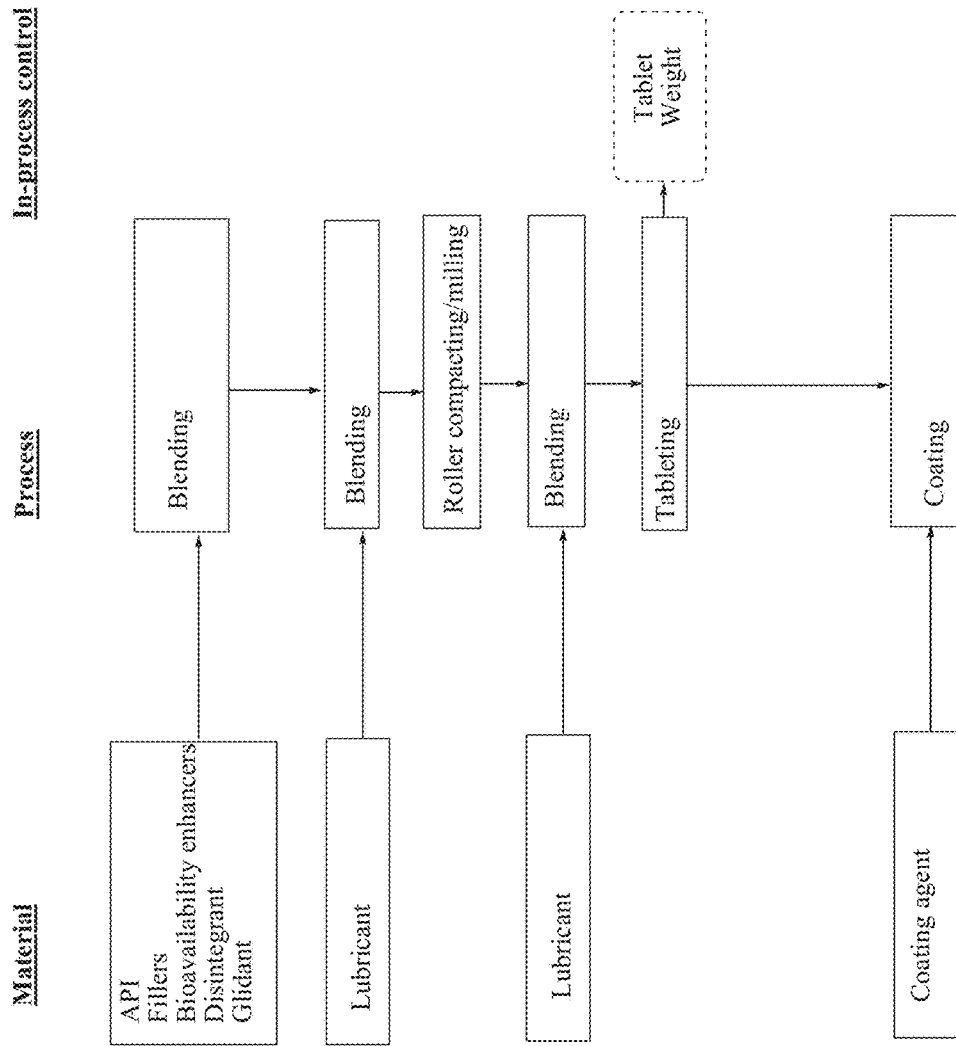 Material
Process
In-process control
API
Fillers
Bioavailability enhancers
Disintegrant
Glidant
Blending
Lubricant
Blending
Roller compacting/milling
Lubricant
Blending
Tableting
Tablet
Weight
Coating agent
Coating